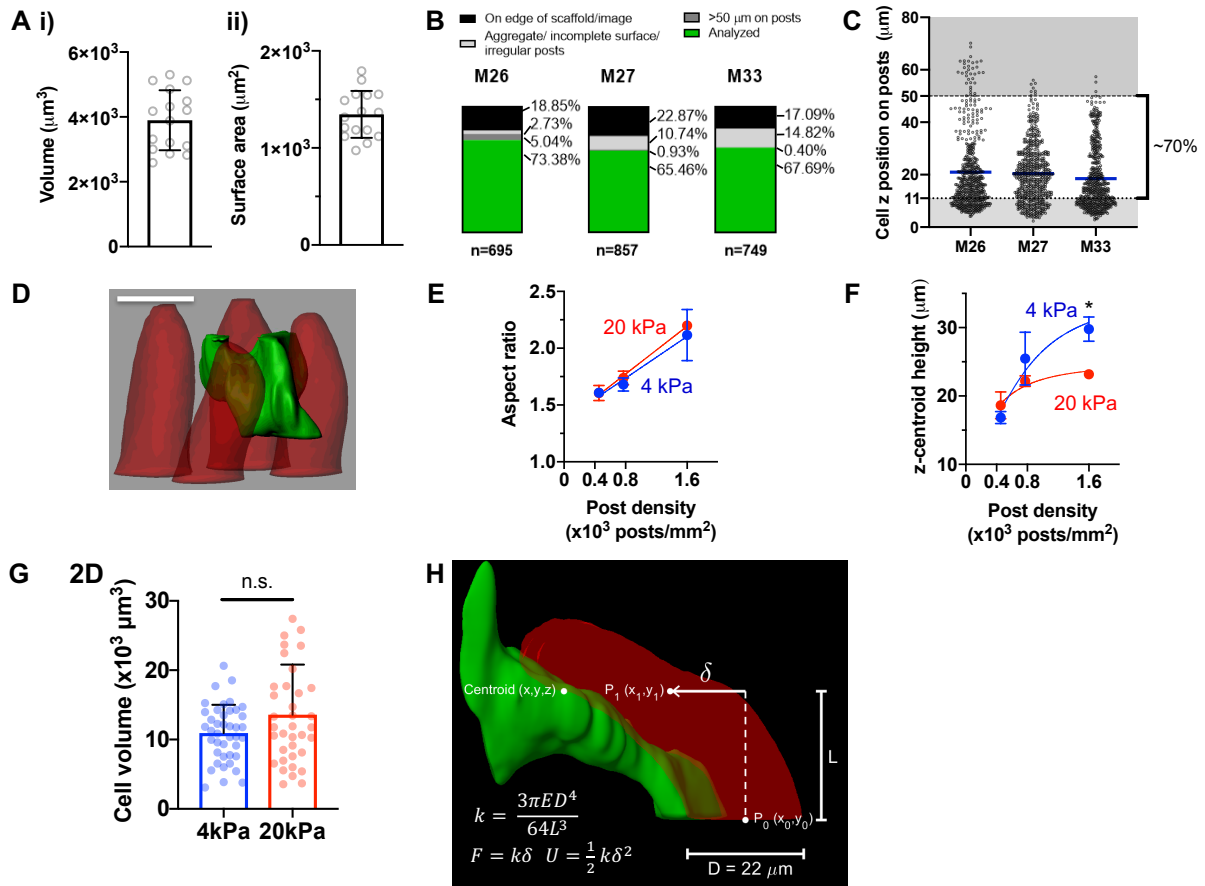 A i)
Volume (μm³)
6×10³
4×10³
2×10³
0
ii)
Surface area (μm²)
2×10³
1×10³
0
B
On edge of scaffold/image
Aggregate/ incomplete surface/
irregular posts
>50 μm on posts
Analyzed
M26
M27
M33
18.85%
2.73%
5.04%
73.38%
22.87%
10.74%
0.93%
65.46%
17.09%
14.82%
0.40%
67.69%
n=695
n=857
n=749
C
Cell z position on posts (μm)
80
70
60
50
40
30
20
11
0
M26
M27
M33
~70%
D
E
Aspect ratio
2.5
2.0
1.5
1.0
20 kPa
4 kPa
0 0.4 0.8 1.6
Post density
(x10³ posts/mm²)
F
z-centroid height (μm)
30
20
10
4 kPa
*
20 kPa
0 0.4 0.8 1.6
Post density
(x10³ posts/mm²)
G 2D
Cell volume (x10³ μm³)
n.s.
30
20
10
0
4kPa
20kPa
H
Centroid (x,y,z)
P₁ (x₁,y₁)
δ
L
P₀ (x₀,y₀)
k = 3πED⁴/64L³
F = kδ U = ½ kδ²
D = 22 μm